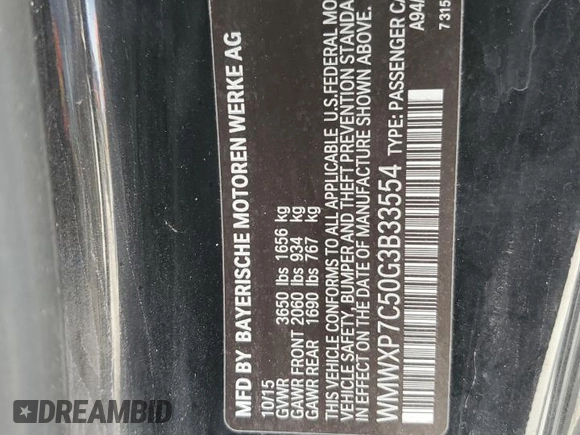 MFD BY BAYERISCHE MOTOREN WERKE AG
10/15
GVWR 3650 lbs 1656 kg
GAWR FRONT 2060 lbs 934 kg
GAWR REAR 1690 lbs 767 kg
THIS VEHICLE CONFORMS TO ALL APPLICABLE U.S. FEDERAL MO
VEHICLE SAFETY, BUMPER AND THEFT PREVENTION STANDA
IN EFFECT ON THE DATE OF MANUFACTURE SHOWN ABOVE.
WMWXP7C50G3B33554 TYPE: PASSENGER CA
A94/
7 315
DREAMBID